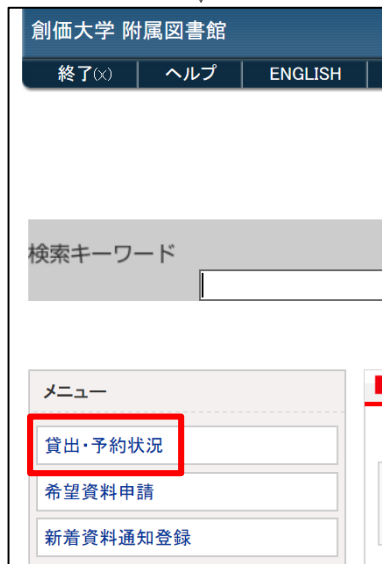 創価大学 附属図書館
終了(X) ヘルプ ENGLISH
検索キーワード
メニュー
貸出・予約状況
希望資料申請
新着資料通知登録